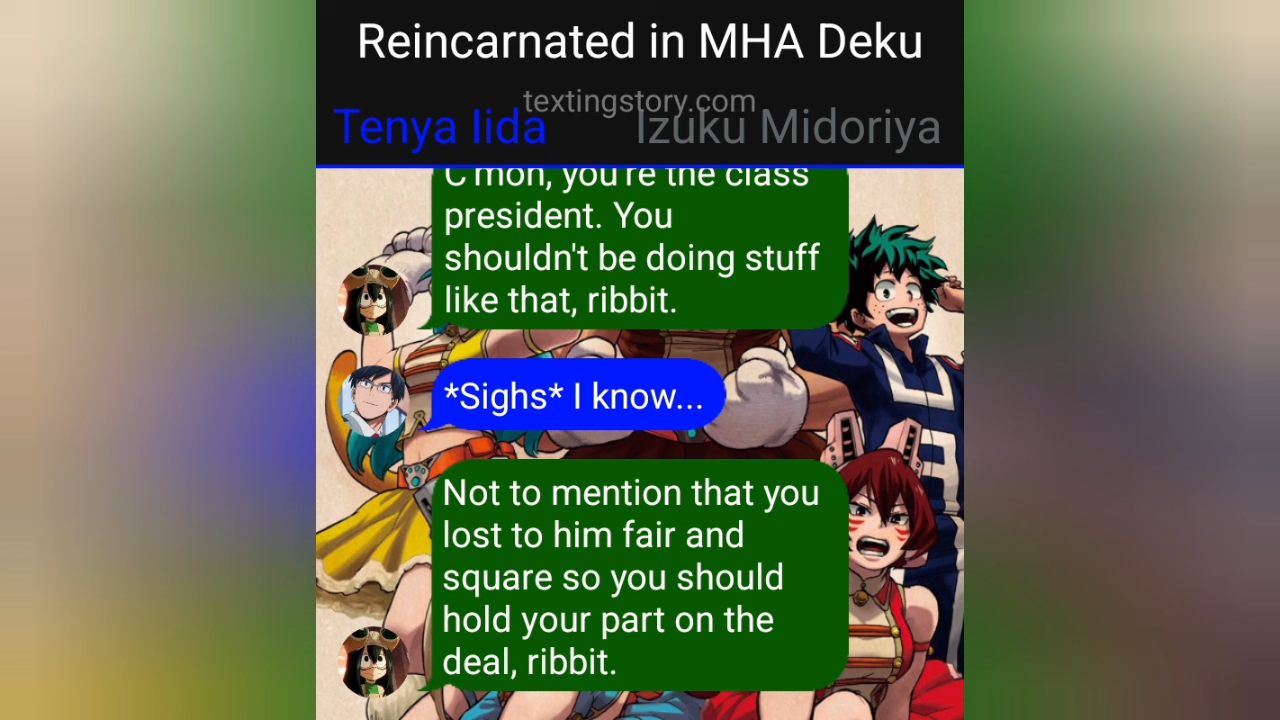 Reincarnated in MHA Deku
textingstory.com
Tenya Iida Izuku Midoriya
C'mon, you're the class
president. You
shouldn't be doing stuff
like that, ribbit.
*Sighs* I know...
Not to mention that you
lost to him fair and
square so you should
hold your part on the
deal, ribbit.